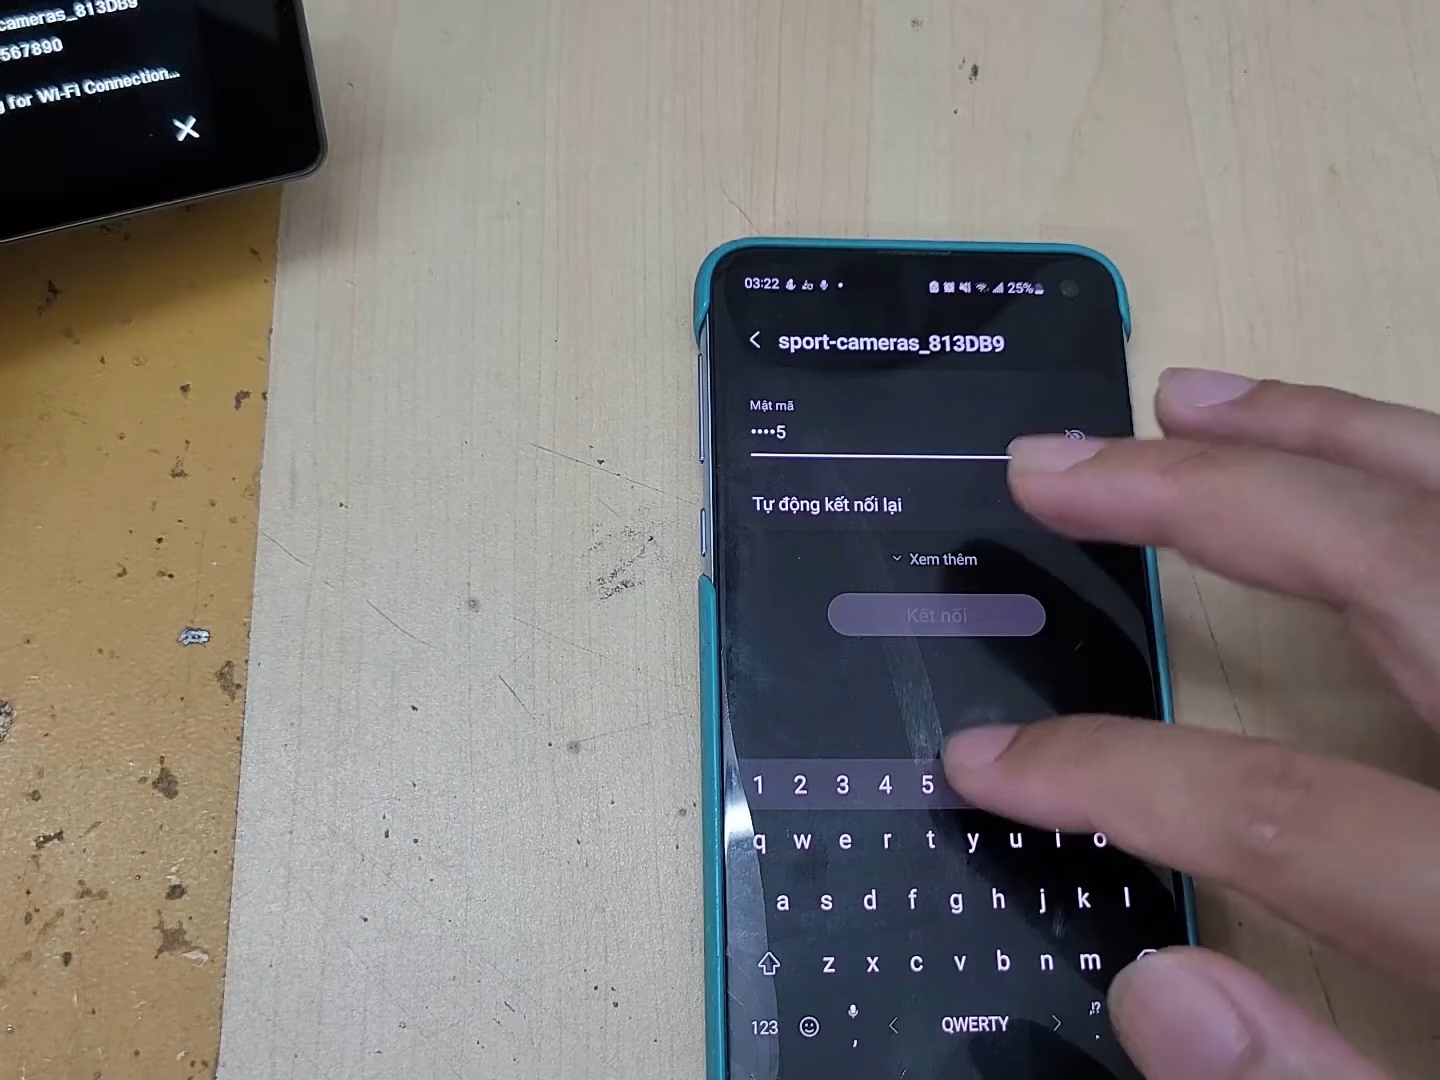 cameras_813DB9
567890
g for Wi-Fi Connection...
03:22
25%
sport-cameras_813DB9
Mật mã
••••5
Tự động kết nối lại
Xem thêm
Kết nối
1 2 3 4 5
q w e r t y u i o
a s d f g h j k l
z x c v b n m
!?
123 , QWERTY .